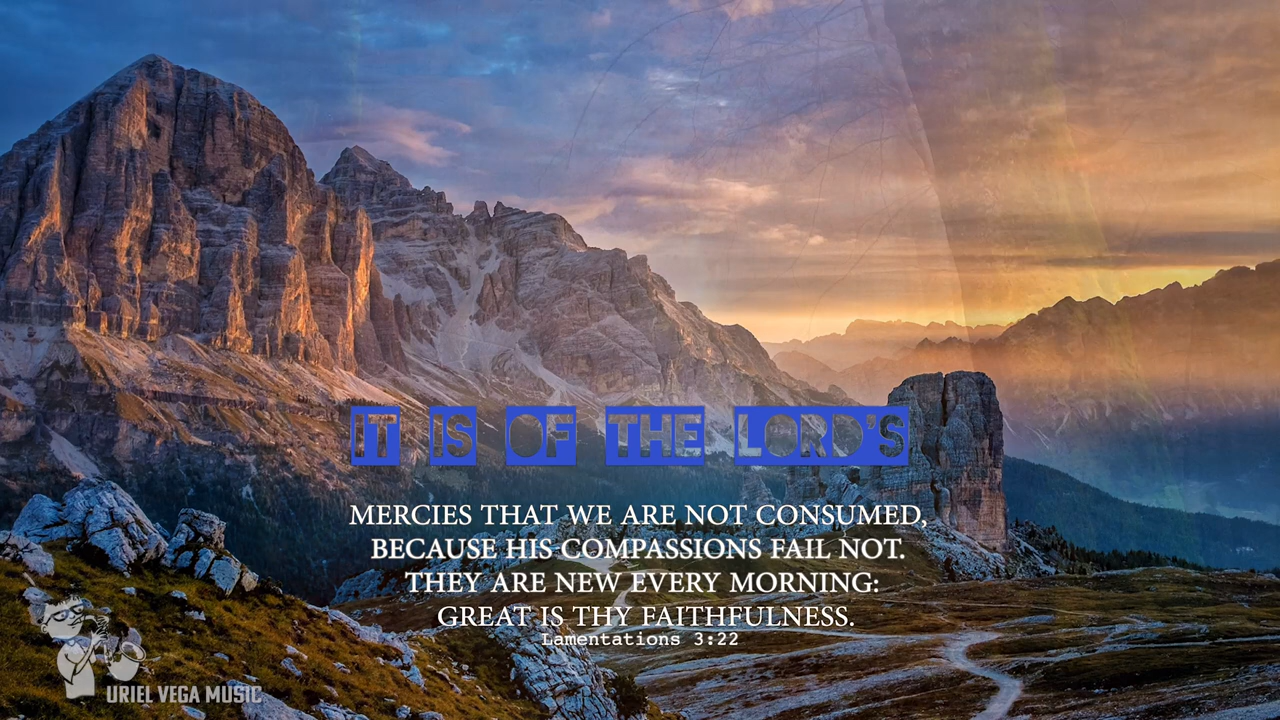 IT IS OF THE LORD'S
MERCIES THAT WE ARE NOT CONSUMED,
BECAUSE HIS COMPASSIONS FAIL NOT.
THEY ARE NEW EVERY MORNING:
GREAT IS THY FAITHFULNESS.
Lamentations 3:22
URIEL VEGA MUSIC